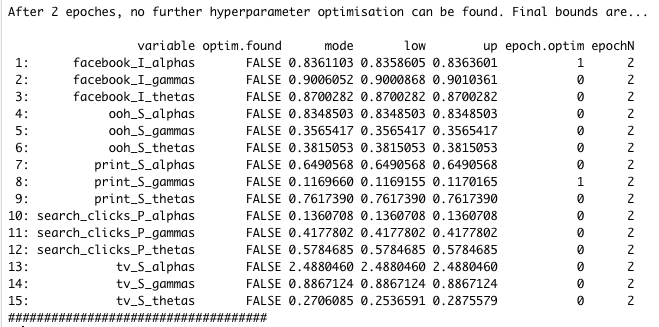 After 2 epoches, no further hyperparameter optimisation can be found. Final bounds are...
variable optim.found mode low up epoch.optim epochN
1: facebook_I_alphas FALSE 0.8361103 0.8358605 0.8363601 1 2
2: facebook_I_gammas FALSE 0.9006052 0.9000868 0.9010361 0 2
3: facebook_I_thetas FALSE 0.8700282 0.8700282 0.8700282 0 2
4: ooh_S_alphas FALSE 0.8348503 0.8348503 0.8348503 0 2
5: ooh_S_gammas FALSE 0.3565417 0.3565417 0.3565417 0 2
6: ooh_S_thetas FALSE 0.3815053 0.3815053 0.3815053 0 2
7: print_S_alphas FALSE 0.6490568 0.6490568 0.6490568 0 2
8: print_S_gammas FALSE 0.1169660 0.1169155 0.1170165 1 2
9: print_S_thetas FALSE 0.7617390 0.7617390 0.7617390 0 2
10: search_clicks_P_alphas FALSE 0.1360708 0.1360708 0.1360708 0 2
11: search_clicks_P_gammas FALSE 0.4177802 0.4177802 0.4177802 0 2
12: search_clicks_P_thetas FALSE 0.5784685 0.5784685 0.5784685 0 2
13: tv_S_alphas FALSE 2.4880460 2.4880460 2.4880460 0 2
14: tv_S_gammas FALSE 0.8867124 0.8867124 0.8867124 0 2
15: tv_S_thetas FALSE 0.2706085 0.2536591 0.2875579 0 2
####################################